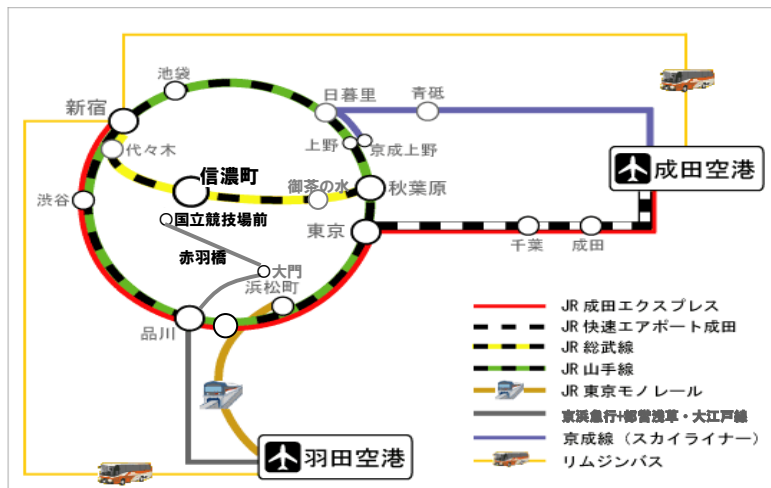 池袋
日暮里
青砥
新宿
代々木
上野
京成上野
成田空港
信濃町
御茶の水
秋葉原
渋谷
国立競技場前
東京
千葉
成田
赤羽橋
大門
浜松町
品川
JR 成田エクスプレス
JR 快速エアポート成田
JR 総武線
JR 山手線
JR 東京モノレール
京浜急行+都営浅草・大江戸線
京成線（スカイライナー）
リムジンバス
羽田空港